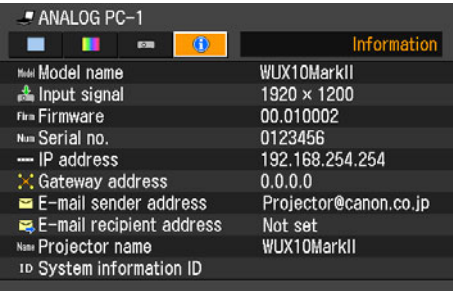 ANALOG PC-1
Information
Model Model name WUX10MarkII
Input signal 1920 × 1200
Firm Firmware 00.010002
Num Serial no. 0123456
IP address 192.168.254.254
Gateway address 0.0.0.0
E-mail sender address Projector@canon.co.jp
E-mail recipient address Not set
Name Projector name WUX10MarkII
ID System information ID